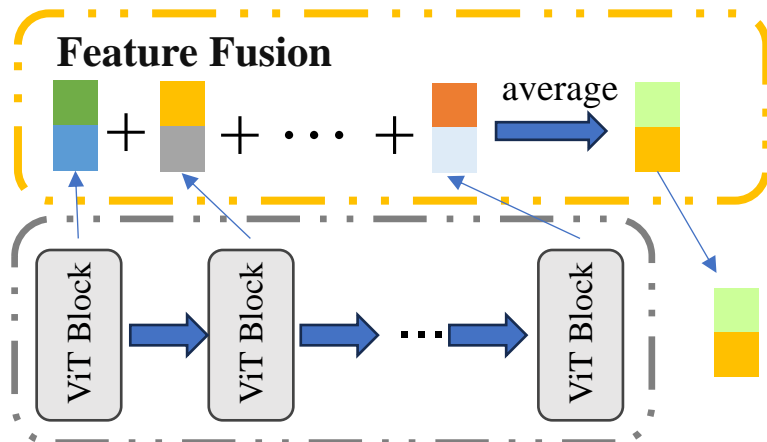 Feature Fusion
+ + ··· + average
ViT Block
ViT Block
···
ViT Block